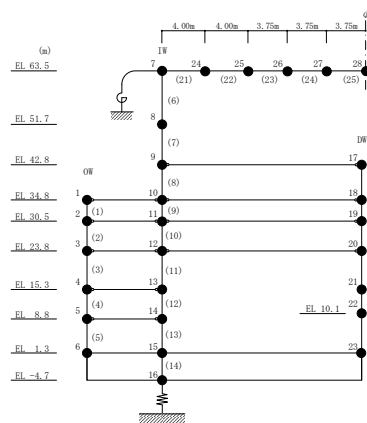 4.00m 4.00m 3.75m 3.75m 3.75m
(m) IW
EL 63.5 7 24 25 26 27 28
(21) (22) (23) (24) (25)
(6)
EL 51.7 8
(7) DW
EL 42.8 9 17
OW (8)
EL 34.8 1 10 18
(1) (9)
EL 30.5 2 11 19
(2) (10)
EL 23.8 3 12 20
(3) (11)
EL 15.3 4 13 21
(4) (12) EL 10.1 22
EL 8.8 5 14
(5) (13)
EL 1.3 6 15 23
(14)
EL -4.7 16